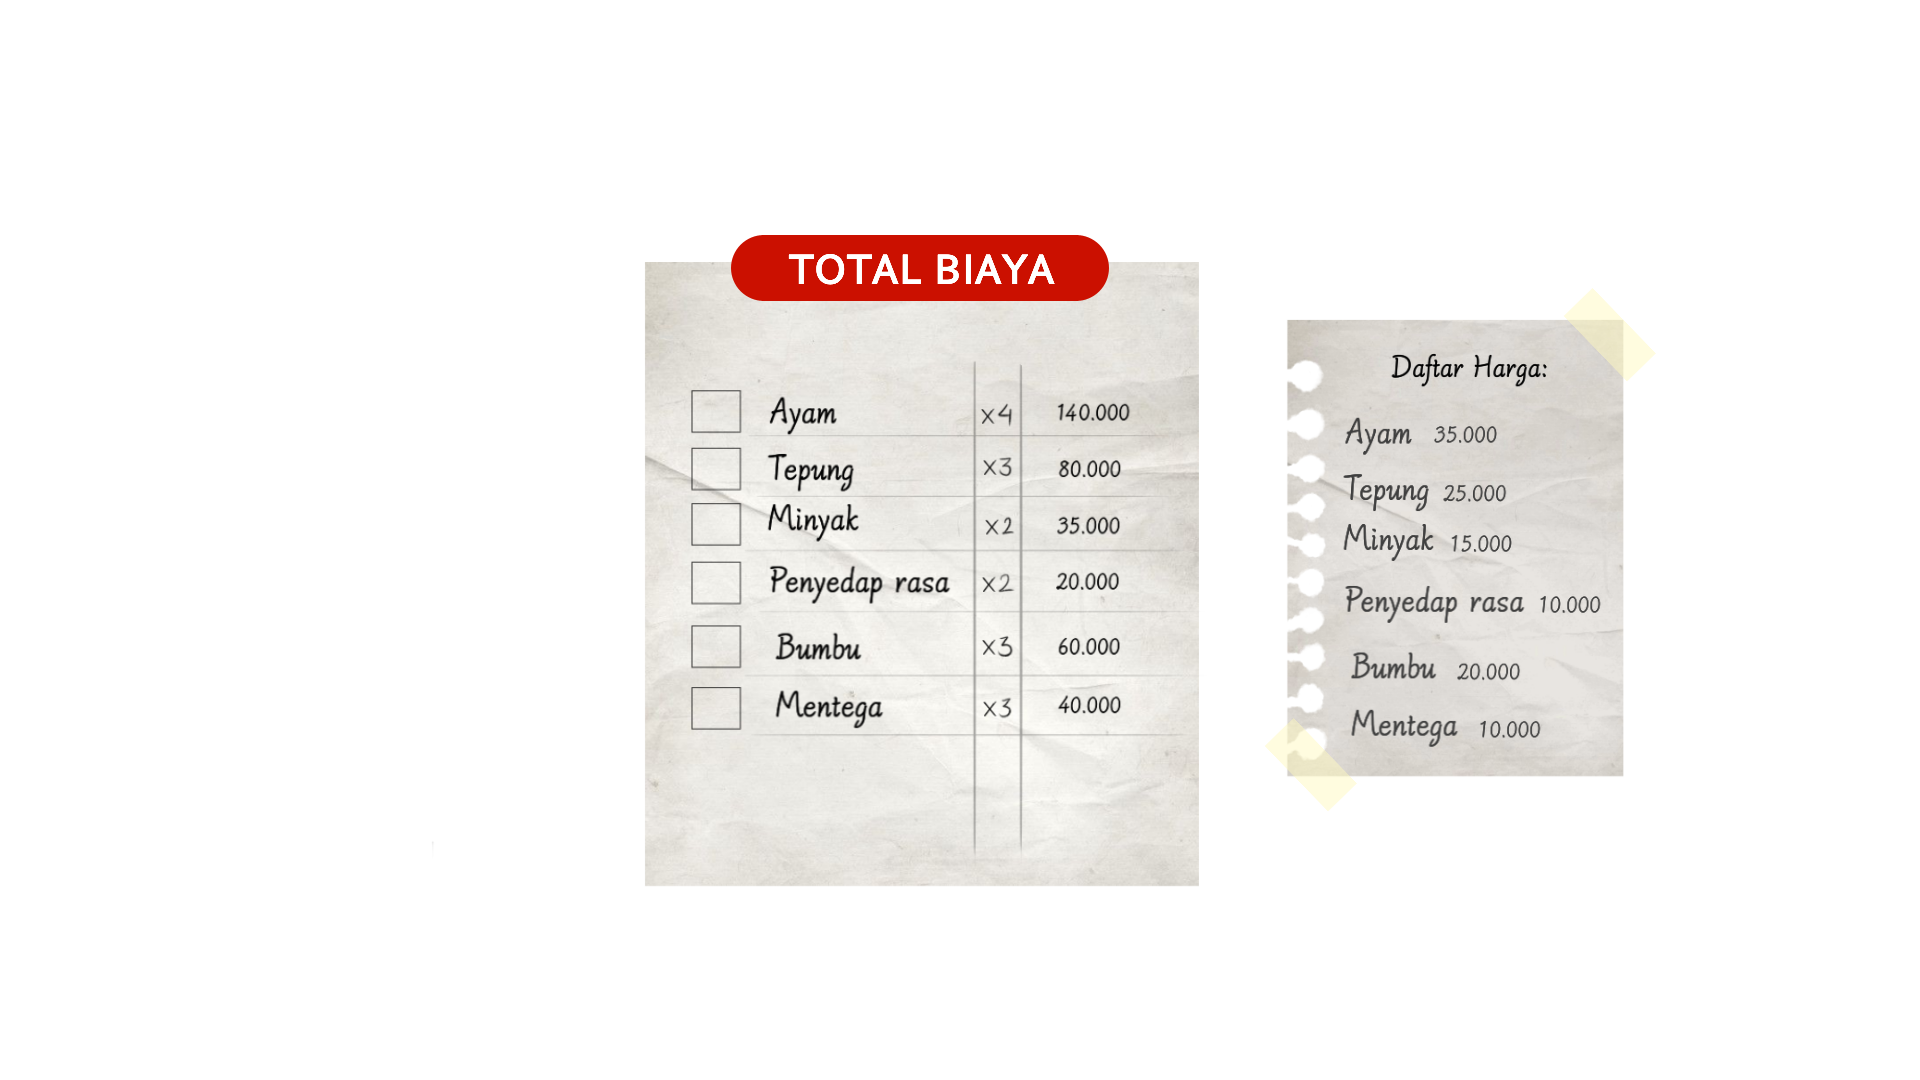 TOTAL BIAYA
Ayam x4 140.000
Tepung x3 80.000
Minyak x2 35.000
Penyedap rasa x2 20.000
Bumbu x3 60.000
Mentega x3 40.000
Daftar Harga:
Ayam 35.000
Tepung 25.000
Minyak 15.000
Penyedap rasa 10.000
Bumbu 20.000
Mentega 10.000